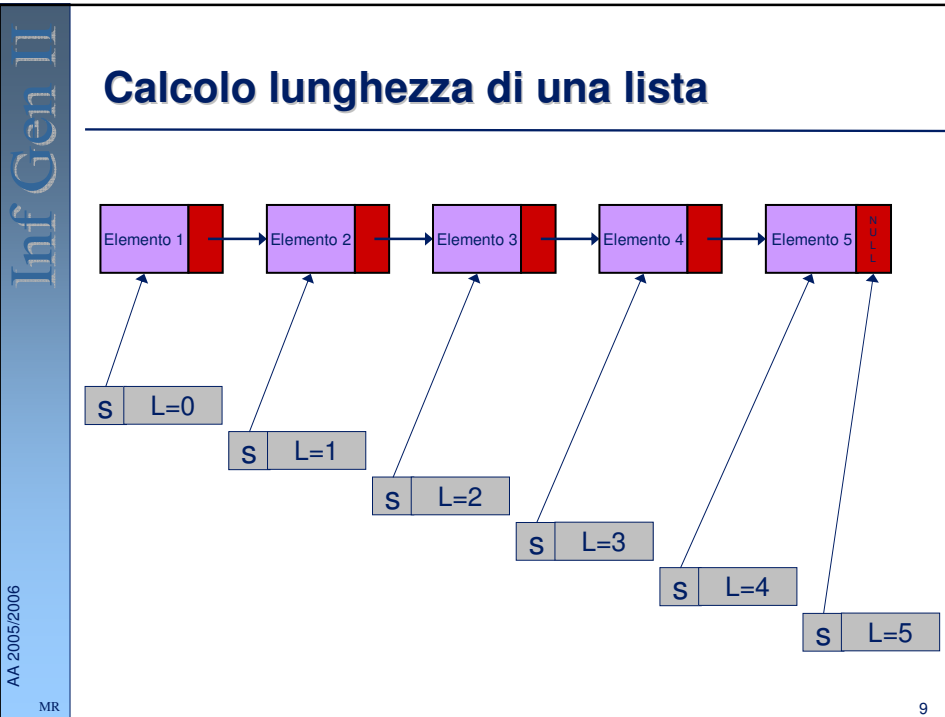 Inf Gen II
Calcolo lunghezza di una lista
Elemento 1
Elemento 2
Elemento 3
Elemento 4
Elemento 5
N
U
L
L
s L=0
s L=1
s L=2
s L=3
s L=4
s L=5
AA 2005/2006
MR
9